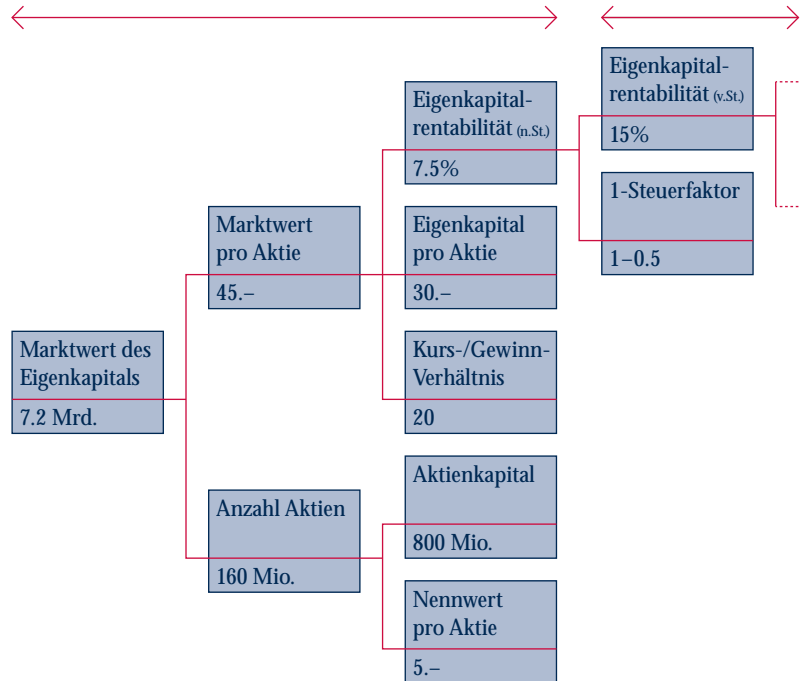 Eigenkapital-
rentabilität (n.St.)
7.5%
Eigenkapital-
rentabilität (v.St.)
15%
1-Steuerfaktor
1–0.5
Marktwert
pro Aktie
45.–
Eigenkapital
pro Aktie
30.–
Marktwert des
Eigenkapitals
7.2 Mrd.
Kurs-/Gewinn-
Verhältnis
20
Anzahl Aktien
160 Mio.
Aktienkapital
800 Mio.
Nennwert
pro Aktie
5.–